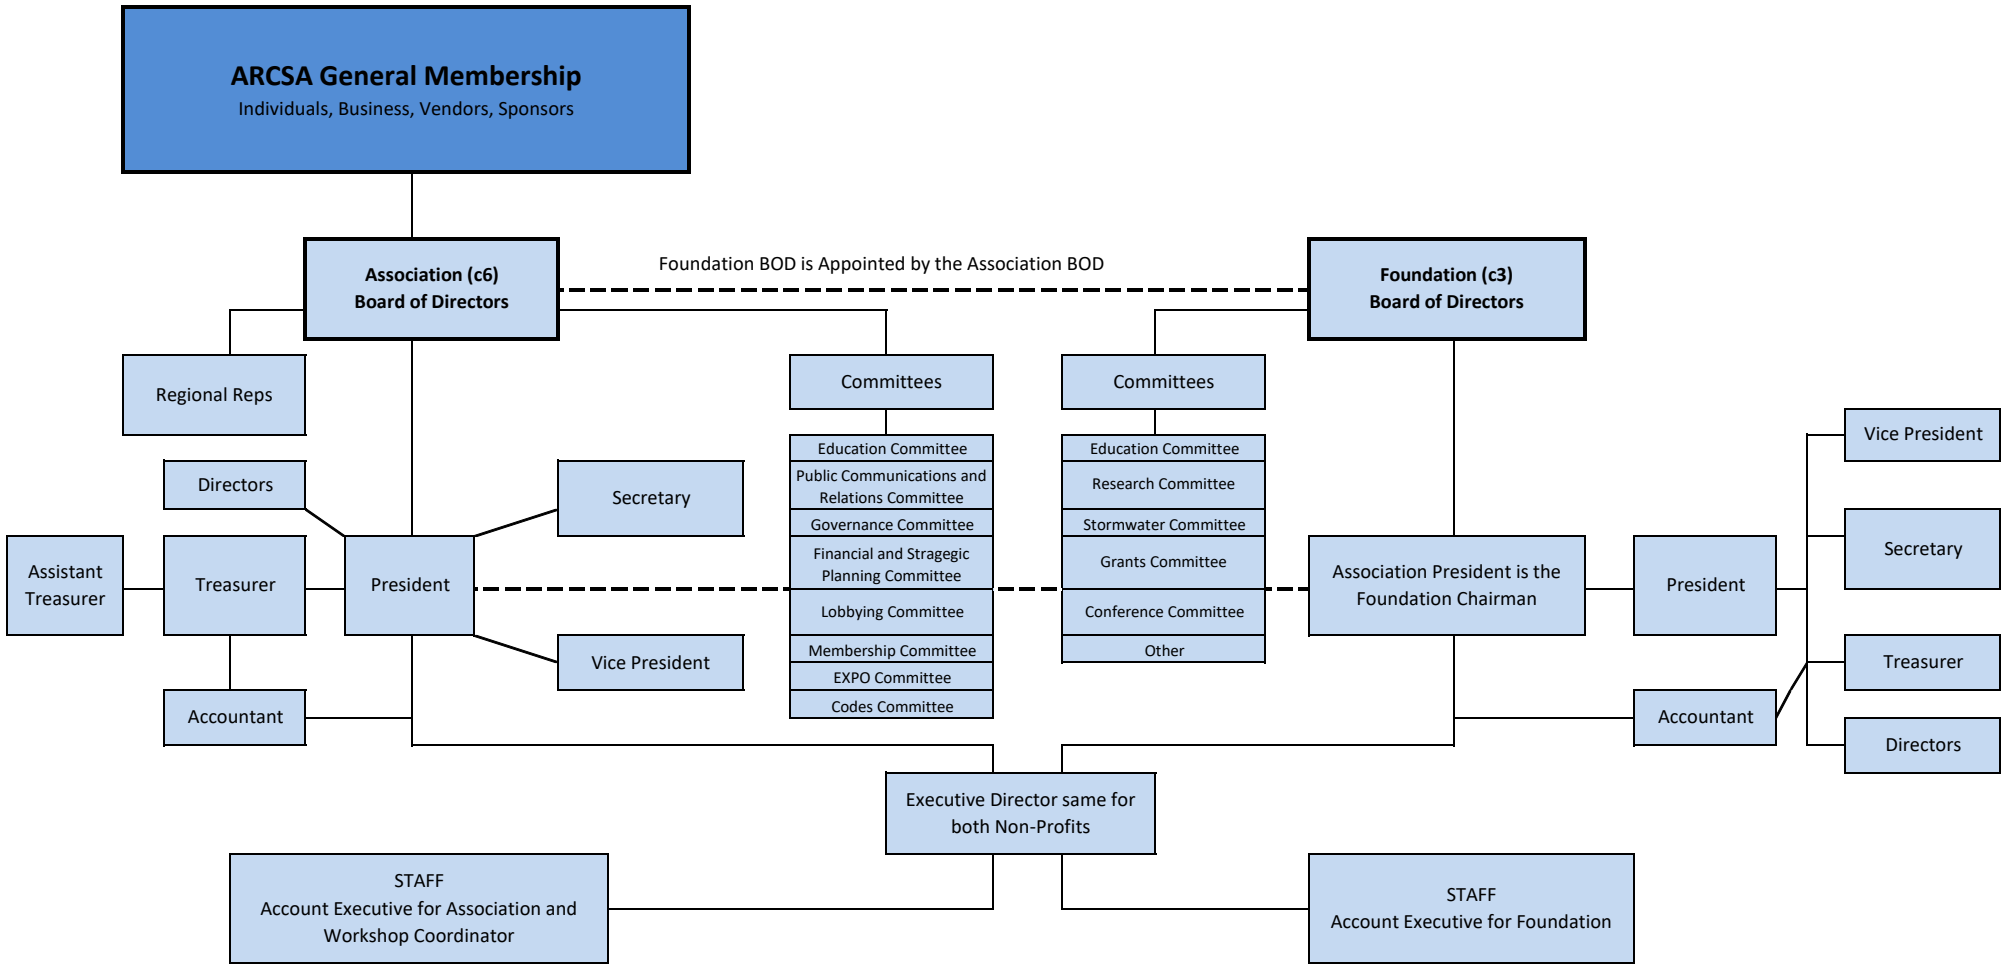 ARCSA General Membership
Individuals, Business, Vendors, Sponsors
Association (c6)
Board of Directors
Foundation BOD is Appointed by the Association BOD
Foundation (c3)
Board of Directors
Regional Reps
Committees
Committees
Education Committee
Public Communications and
Relations Committee
Governance Committee
Financial and Stragegic
Planning Committee
Lobbying Committee
Membership Committee
EXPO Committee
Codes Committee
Education Committee
Research Committee
Stormwater Committee
Grants Committee
Conference Committee
Other
Directors
Secretary
Assistant
Treasurer
Treasurer
President
Vice President
Accountant
Association President is the
Foundation Chairman
President
Vice President
Secretary
Treasurer
Directors
Accountant
Executive Director same for
both Non-Profits
STAFF
Account Executive for Association and
Workshop Coordinator
STAFF
Account Executive for Foundation